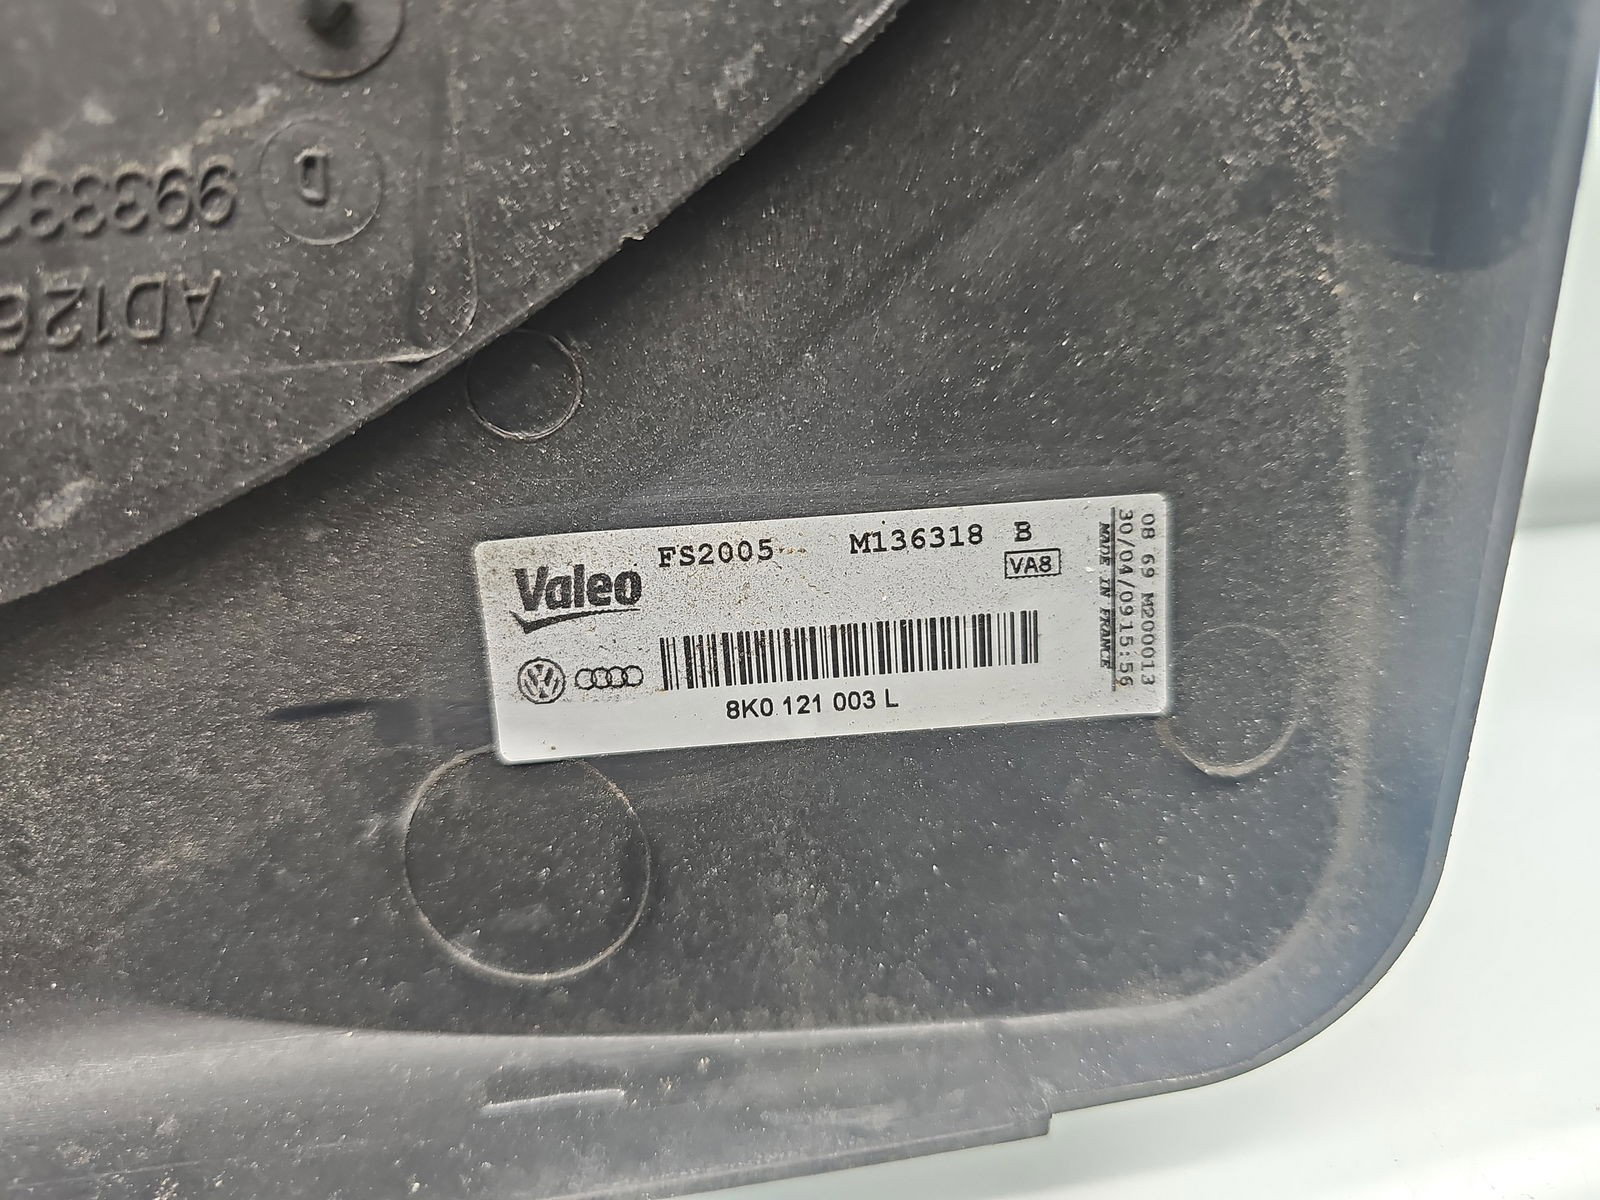 993332
D
AD126
Valeo FS2005 M136318 B
VA8
8K0 121 003 L
08 69 M200013
30/04/09 15:56
MADE IN FRANCE